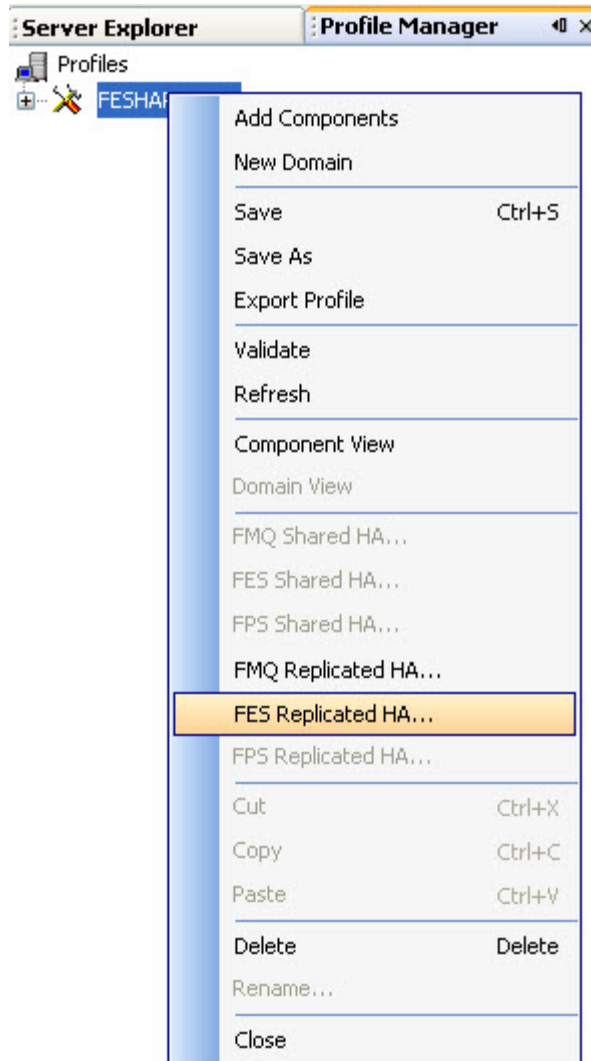 Server Explorer Profile Manager
Profiles
Add Components
New Domain
Save Ctrl+S
Save As
Export Profile
Validate
Refresh
Component View
Domain View
FMQ Shared HA...
FES Shared HA...
FPS Shared HA...
FMQ Replicated HA...
FES Replicated HA...
FPS Replicated HA...
Cut Ctrl+X
Copy Ctrl+C
Paste Ctrl+V
Delete Delete
Rename...
Close